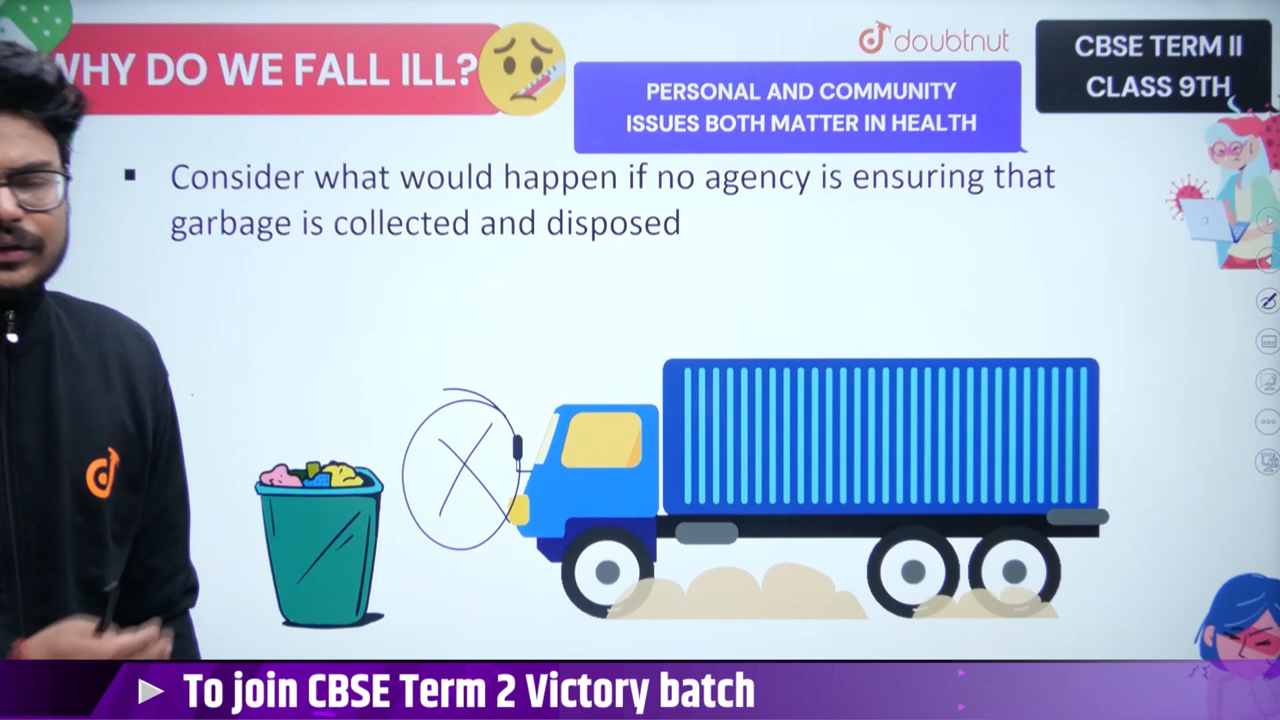 WHY DO WE FALL ILL?
doubtnut
CBSE TERM II
CLASS 9TH
PERSONAL AND COMMUNITY
ISSUES BOTH MATTER IN HEALTH
▪ Consider what would happen if no agency is ensuring that
garbage is collected and disposed
To join CBSE Term 2 Victory batch